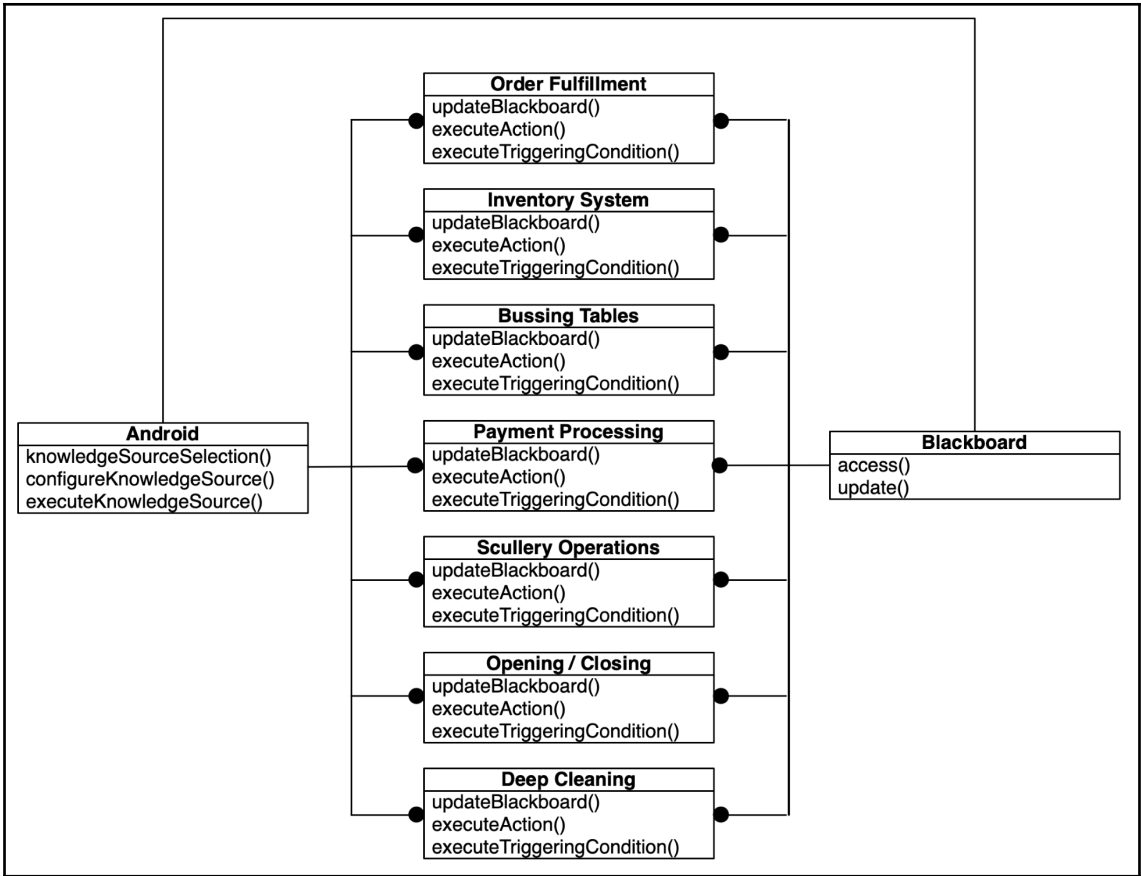 Order Fulfillment
updateBlackboard()
executeAction()
executeTriggeringCondition()
Inventory System
updateBlackboard()
executeAction()
executeTriggeringCondition()
Bussing Tables
updateBlackboard()
executeAction()
executeTriggeringCondition()
Android
knowledgeSourceSelection()
configureKnowledgeSource()
executeKnowledgeSource()
Payment Processing
updateBlackboard()
executeAction()
executeTriggeringCondition()
Blackboard
access()
update()
Scullery Operations
updateBlackboard()
executeAction()
executeTriggeringCondition()
Opening / Closing
updateBlackboard()
executeAction()
executeTriggeringCondition()
Deep Cleaning
updateBlackboard()
executeAction()
executeTriggeringCondition()